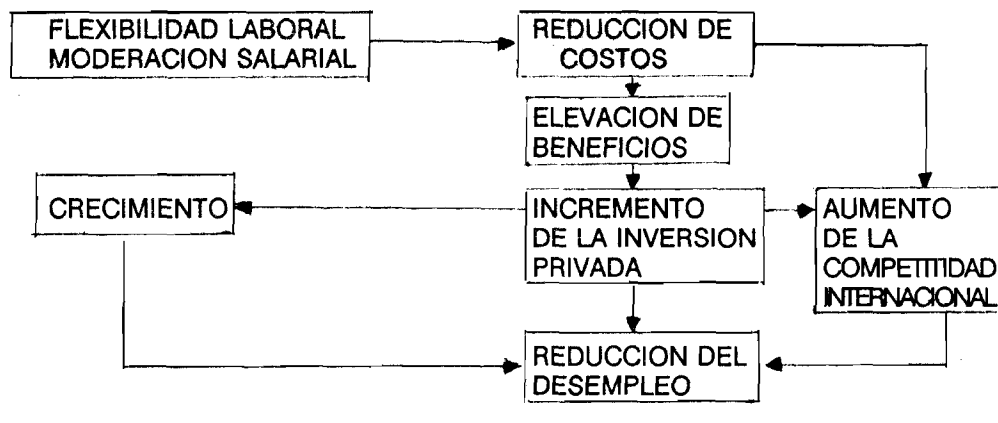 FLEXIBILIDAD LABORAL
MODERACION SALARIAL
REDUCCION DE
COSTOS
ELEVACION DE
BENEFICIOS
CRECIMIENTO
INCREMENTO
DE LA INVERSION
PRIVADA
AUMENTO
DE LA
COMPETITIDAD
INTERNACIONAL
REDUCCION DEL
DESEMPLEO